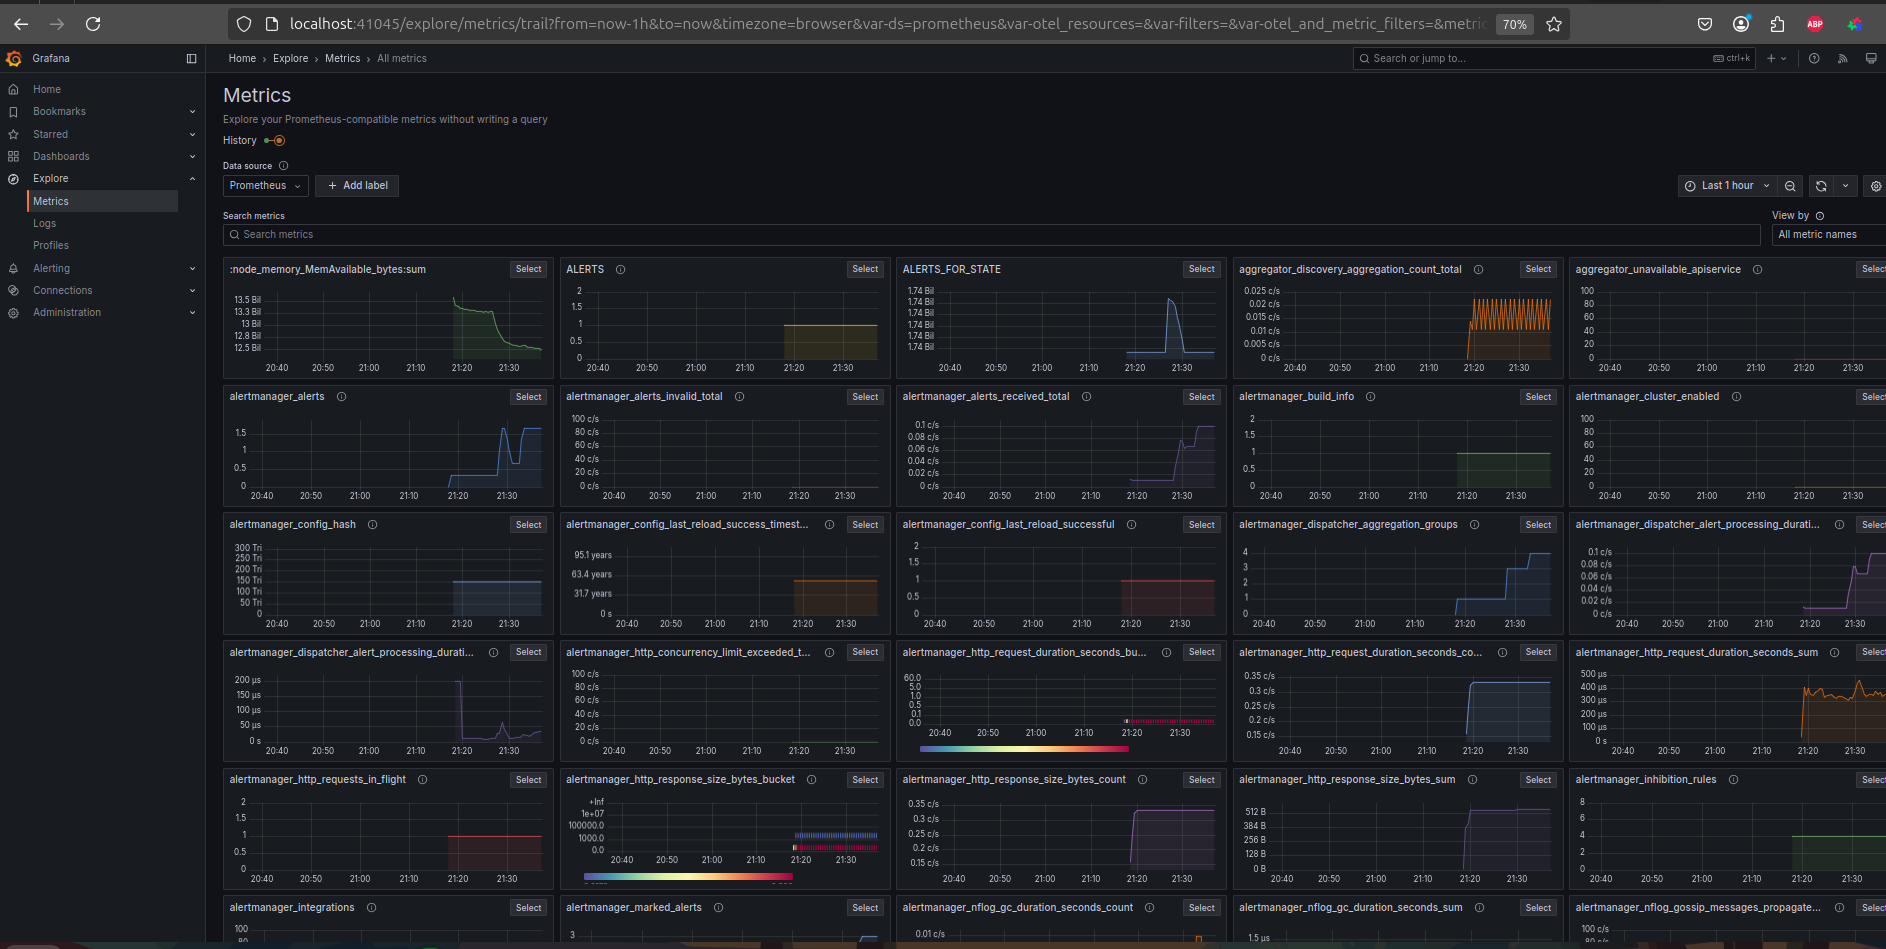 localhost:41045/explore/metrics/trail?from=now-1h&to=now&timezone=browser&var-ds=prometheus&var-otel_resources=&var-filters=&var-otel_and_metric_filters=&metric
70%
ABP
Grafana
Home › Explore › Metrics › All metrics
Search or jump to...
ctrl+k
Home
Bookmarks
Starred
Dashboards
Explore
Metrics
Logs
Profiles
Alerting
Connections
Administration
Metrics
Explore your Prometheus-compatible metrics without writing a query
History
Data source
Prometheus
+ Add label
Last 1 hour
Search metrics
Search metrics
View by
All metric names
:node_memory_MemAvailable_bytes:sum
Select
13.5 Bil
13.3 Bil
13 Bil
12.8 Bil
12.5 Bil
20:40 20:50 21:00 21:10 21:20 21:30
ALERTS
Select
2
1.5
1
0.5
0
20:40 20:50 21:00 21:10 21:20 21:30
ALERTS_FOR_STATE
Select
1.74 Bil
1.74 Bil
1.74 Bil
1.74 Bil
1.74 Bil
1.74 Bil
20:40 20:50 21:00 21:10 21:20 21:30
aggregator_discovery_aggregation_count_total
Select
0.025 c/s
0.02 c/s
0.015 c/s
0.01 c/s
0.005 c/s
0 c/s
20:40 20:50 21:00 21:10 21:20 21:30
aggregator_unavailable_apiservice
Select
100
80
60
40
20
0
20:40 20:50 21:00 21:10 21:20 21:30
alertmanager_alerts
Select
1.5
1
0.5
0
20:40 20:50 21:00 21:10 21:20 21:30
alertmanager_alerts_invalid_total
Select
100 c/s
80 c/s
60 c/s
40 c/s
20 c/s
0 c/s
20:40 20:50 21:00 21:10 21:20 21:30
alertmanager_alerts_received_total
Select
0.1 c/s
0.08 c/s
0.06 c/s
0.04 c/s
0.02 c/s
0 c/s
20:40 20:50 21:00 21:10 21:20 21:30
alertmanager_build_info
Select
2
1.5
1
0.5
0
20:40 20:50 21:00 21:10 21:20 21:30
alertmanager_cluster_enabled
Select
100
80
60
40
20
0
20:40 20:50 21:00 21:10 21:20 21:30
alertmanager_config_hash
Select
300 Tri
250 Tri
200 Tri
150 Tri
100 Tri
50 Tri
0
20:40 20:50 21:00 21:10 21:20 21:30
alertmanager_config_last_reload_success_timest...
Select
95.1 years
63.4 years
31.7 years
0 s
20:40 20:50 21:00 21:10 21:20 21:30
alertmanager_config_last_reload_successful
Select
2
1.5
1
0.5
0
20:40 20:50 21:00 21:10 21:20 21:30
alertmanager_dispatcher_aggregation_groups
Select
4
3
2
1
0
20:40 20:50 21:00 21:10 21:20 21:30
alertmanager_dispatcher_alert_processing_durati...
Select
0.1 c/s
0.08 c/s
0.06 c/s
0.04 c/s
0.02 c/s
0 c/s
20:40 20:50 21:00 21:10 21:20 21:30
alertmanager_dispatcher_alert_processing_durati...
Select
200 µs
150 µs
100 µs
50 µs
0 s
20:40 20:50 21:00 21:10 21:20 21:30
alertmanager_http_concurrency_limit_exceeded_t...
Select
100 c/s
80 c/s
60 c/s
40 c/s
20 c/s
0 c/s
20:40 20:50 21:00 21:10 21:20 21:30
alertmanager_http_request_duration_seconds_bu...
Select
60.0
5.0
1.0
0.5
0.1
0.0
20:40 20:50 21:00 21:10 21:20 21:30
alertmanager_http_request_duration_seconds_co...
Select
0.35 c/s
0.3 c/s
0.25 c/s
0.2 c/s
0.15 c/s
20:40 20:50 21:00 21:10 21:20 21:30
alertmanager_http_request_duration_seconds_sum
Select
500 µs
400 µs
300 µs
200 µs
100 µs
0 s
20:40 20:50 21:00 21:10 21:20 21:30
alertmanager_http_requests_in_flight
Select
2
1.5
1
0.5
0
20:40 20:50 21:00 21:10 21:20 21:30
alertmanager_http_response_size_bytes_bucket
Select
+Inf
1e+07
100000.0
1000.0
0.0
20:40 20:50 21:00 21:10 21:20 21:30
alertmanager_http_response_size_bytes_count
Select
0.35 c/s
0.3 c/s
0.25 c/s
0.2 c/s
0.15 c/s
20:40 20:50 21:00 21:10 21:20 21:30
alertmanager_http_response_size_bytes_sum
Select
512 B
384 B
256 B
128 B
0 B
20:40 20:50 21:00 21:10 21:20 21:30
alertmanager_inhibition_rules
Select
8
6
4
2
0
20:40 20:50 21:00 21:10 21:20 21:30
alertmanager_integrations
Select
100
80
alertmanager_marked_alerts
Select
3
alertmanager_nflog_gc_duration_seconds_count
Select
0.01 c/s
alertmanager_nflog_gc_duration_seconds_sum
Select
1.5 µs
alertmanager_nflog_gossip_messages_propagate...
Select
100 c/s
80 c/s